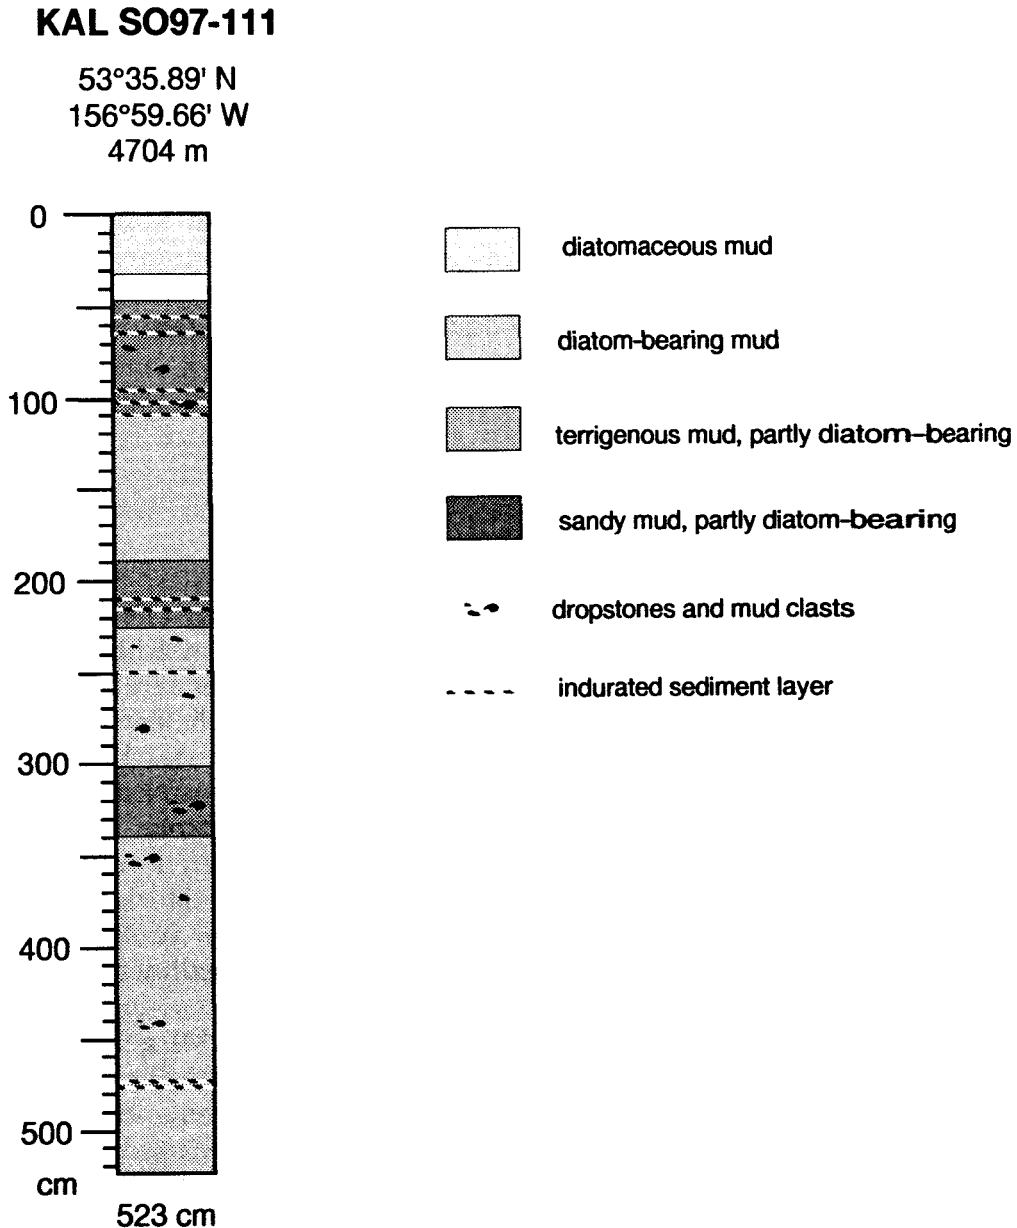 KAL SO97-111
53°35.89' N
156°59.66' W
4704 m
0
100
200
300
400
500
cm
523 cm
diatomaceous mud
diatom-bearing mud
terrigenous mud, partly diatom-bearing
sandy mud, partly diatom-bearing
dropstones and mud clasts
indurated sediment layer